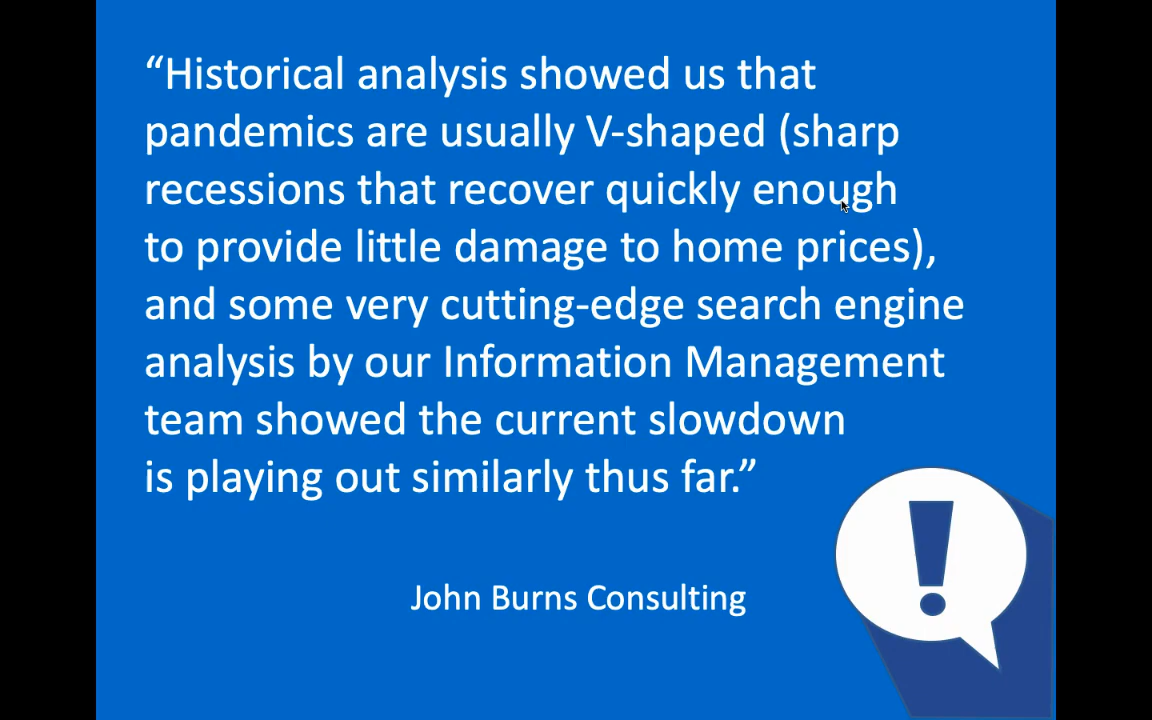 “Historical analysis showed us that
pandemics are usually V-shaped (sharp
recessions that recover quickly enough
to provide little damage to home prices),
and some very cutting-edge search engine
analysis by our Information Management
team showed the current slowdown
is playing out similarly thus far.”
John Burns Consulting